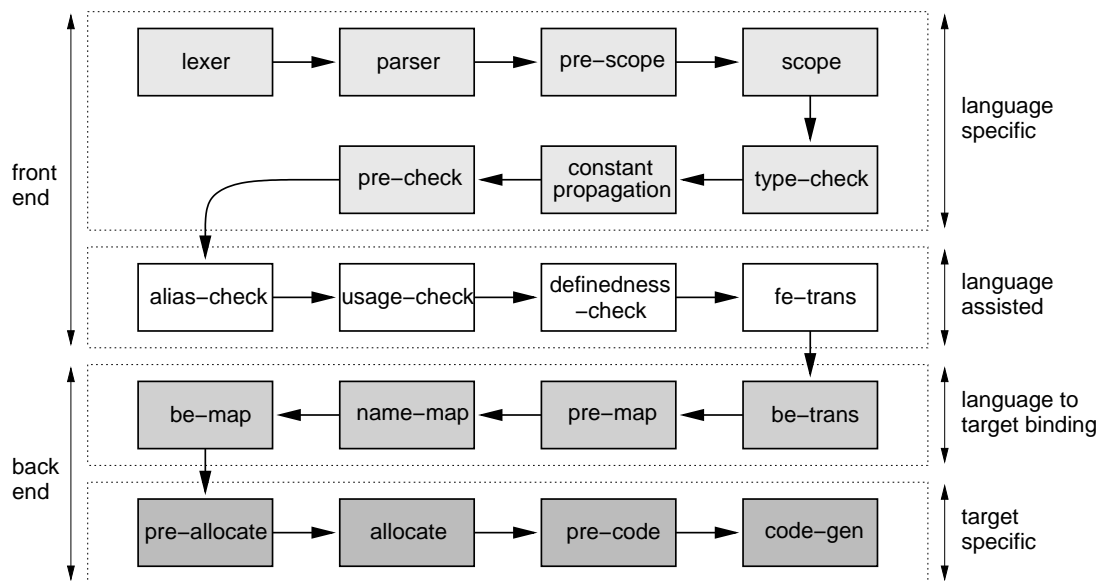 lexer
parser
pre−scope
scope
language
specific
front
end
pre−check
constant
propagation
type−check
alias−check
usage−check
definedness
−check
fe−trans
language
assisted
be−map
name−map
pre−map
be−trans
language to
target binding
back
end
pre−allocate
allocate
pre−code
code−gen
target
specific